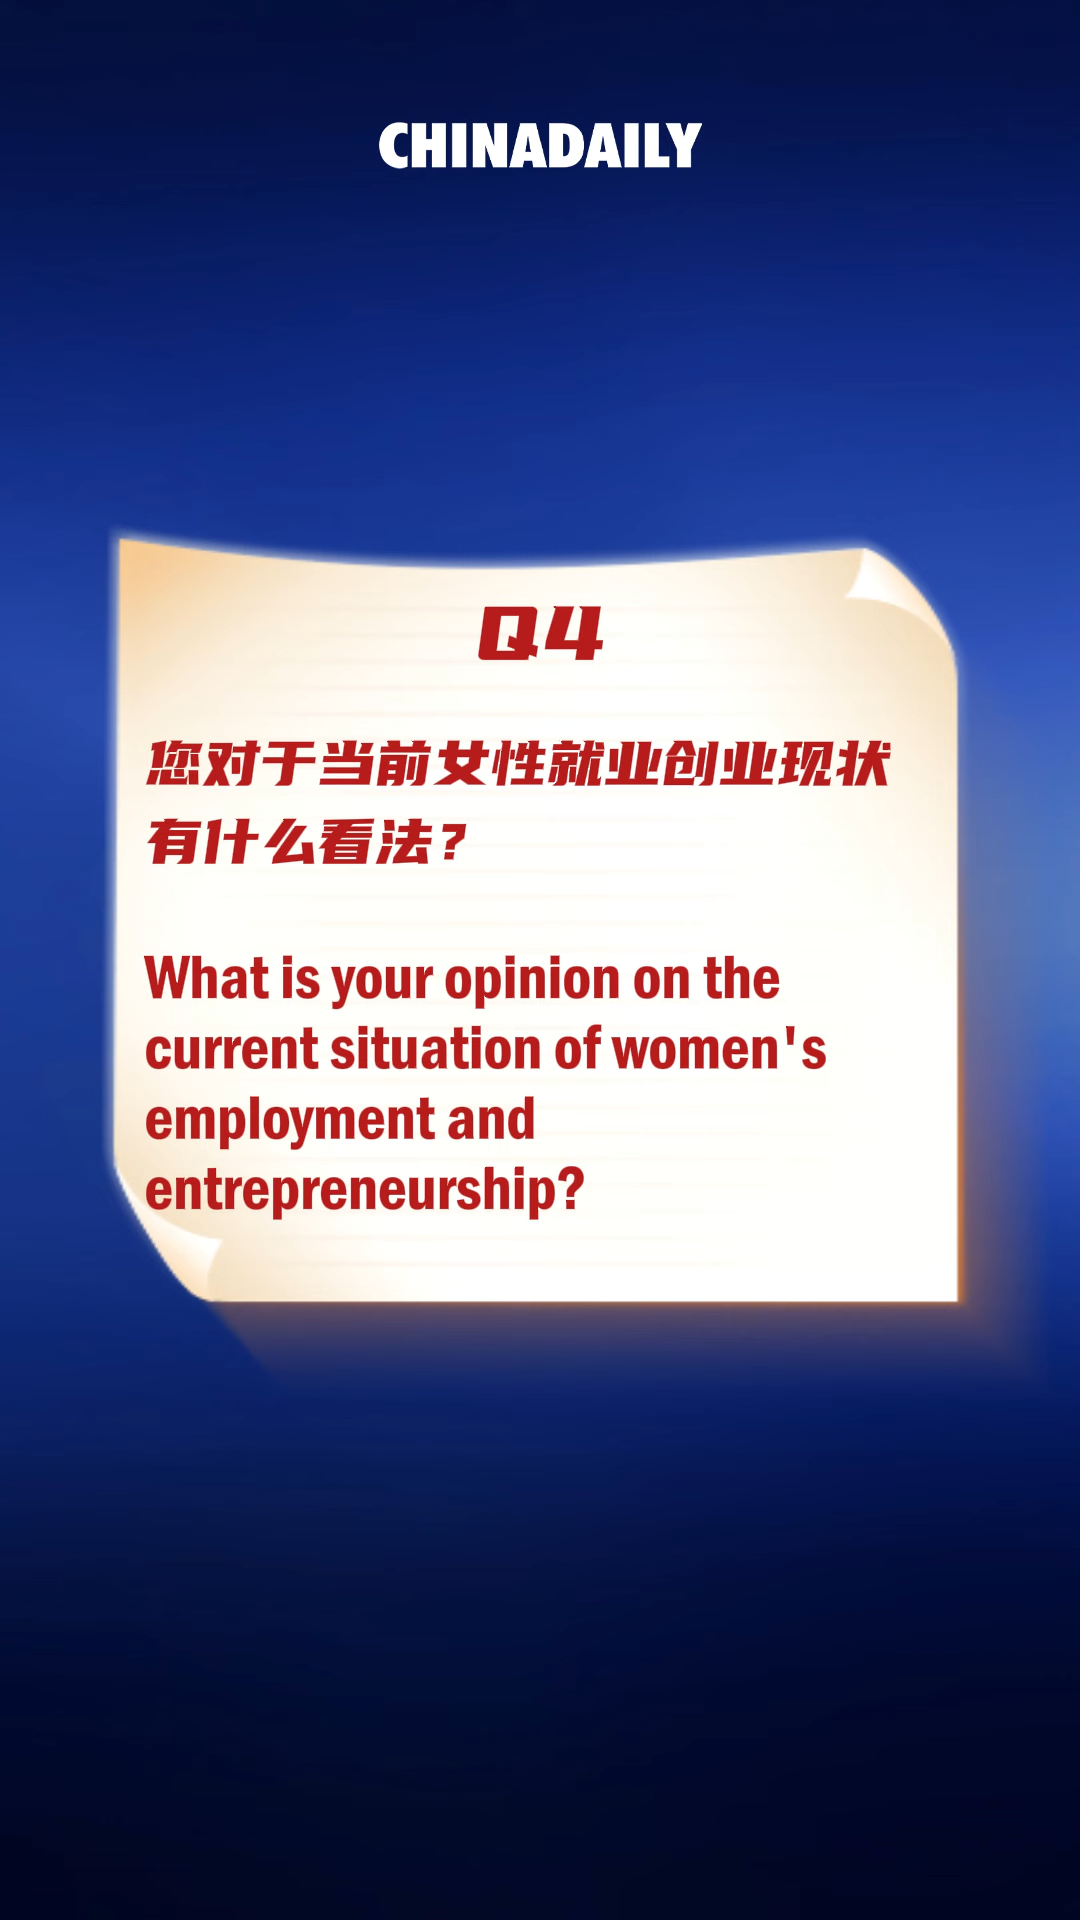 CHINADAILY
Q4
您对于当前女性就业创业现状
有什么看法？
What is your opinion on the
current situation of women's
employment and
entrepreneurship?